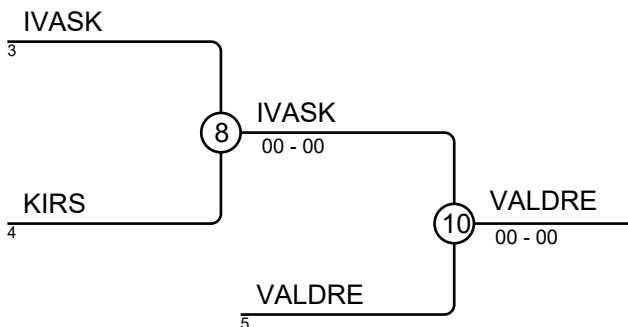 IVASK
3
8
IVASK
00 - 00
KIRS
4
10
VALDRE
00 - 00
VALDRE
5